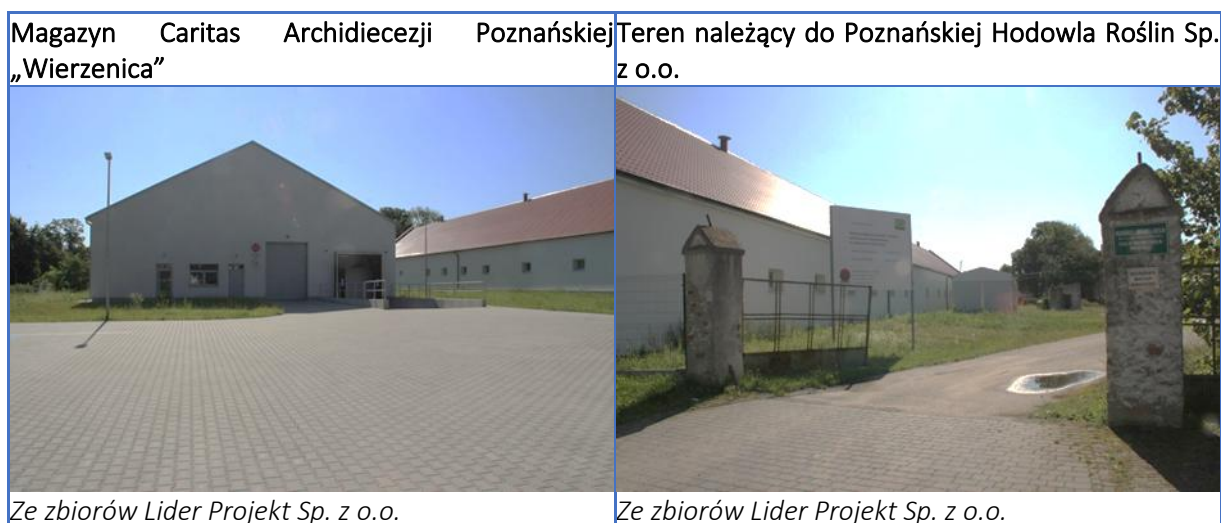 Magazyn Caritas Archidiecezji Poznańskiej
„Wierzenica”
Teren należący do Poznańskiej Hodowla Roślin Sp.
z o.o.
Ze zbiorów Lider Projekt Sp. z o.o.
Ze zbiorów Lider Projekt Sp. z o.o.